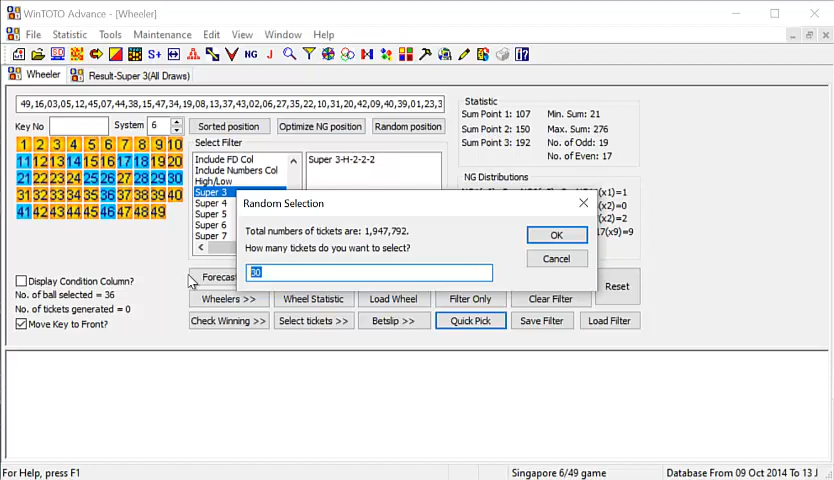 WinTOTO Advance - [Wheeler]
File Statistic Tools Maintenance Edit View Window Help
Wheeler Result-Super 3(All Draws)
49,16,03,05,12,45,07,44,38,15,47,34,19,08,13,37,43,02,06,27,35,22,10,31,20,42,09,40,39,01,23,3
Key No System 6 Sorted position Optimize NG position Random position
1 2 3 4 5 6 7 8 9 10
11 12 13 14 15 16 17 18 19 20
21 22 23 24 25 26 27 28 29 30
31 32 33 34 35 36 37 38 39 40
41 42 43 44 45 46 47 48 49
Select Filter
Include FD Col
Include Numbers Col
High/Low
Super 3
Super 4
Super 5
Super 6
Super 7
Super 3-H-2-2-2
Statistic
Sum Point 1: 107 Min. Sum: 21
Sum Point 2: 150 Max. Sum: 276
Sum Point 3: 192 No. of Odd: 19
No. of Even: 17
NG Distributions
(x1)=1
(x2)=0
(x2)=2
17(x9)=9
Random Selection
Total numbers of tickets are: 1,947,792.
How many tickets do you want to select?
30
OK
Cancel
Display Condition Column?
No. of ball selected = 36
No. of tickets generated = 0
Move Key to Front?
Forecast
Reset
Wheelers >> Wheel Statistic Load Wheel Filter Only Clear Filter
Check Winning >> Select tickets >> Betslip >> Quick Pick Save Filter Load Filter
For Help, press F1 Singapore 6/49 game Database From 09 Oct 2014 To 13 J